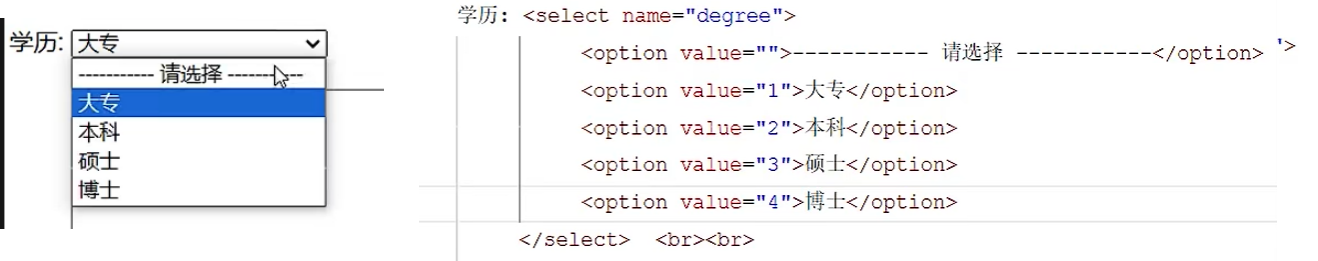 学历: 大专
----------- 请选择 -----------
大专
本科
硕士
博士
学历: <select name="degree">
<option value="">----------- 请选择 -----------</option> '>
<option value="1">大专</option>
<option value="2">本科</option>
<option value="3">硕士</option>
<option value="4">博士</option>
</select> <br><br>